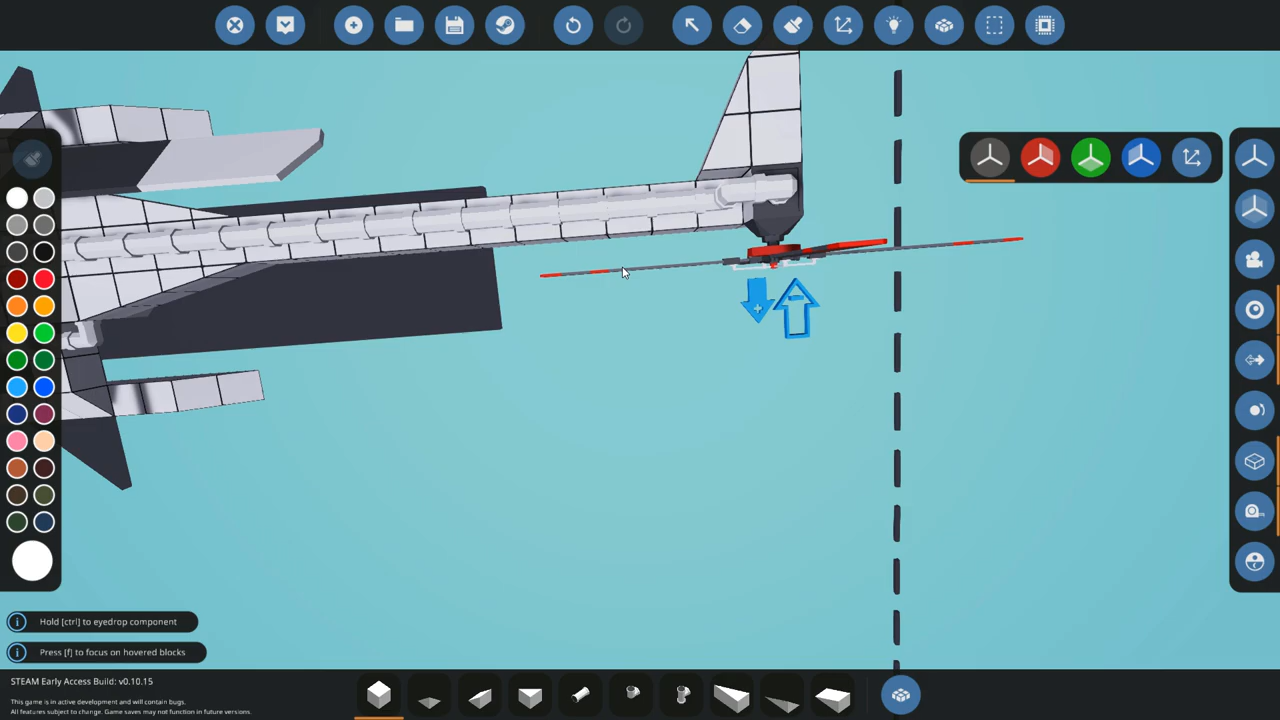 Hold [ctrl] to eyedrop component
Press [f] to focus on hovered blocks
STEAM Early Access Build: v0.10.15
This game is in active development and will contain bugs.
All features subject to change. Game saves may not function in future versions.